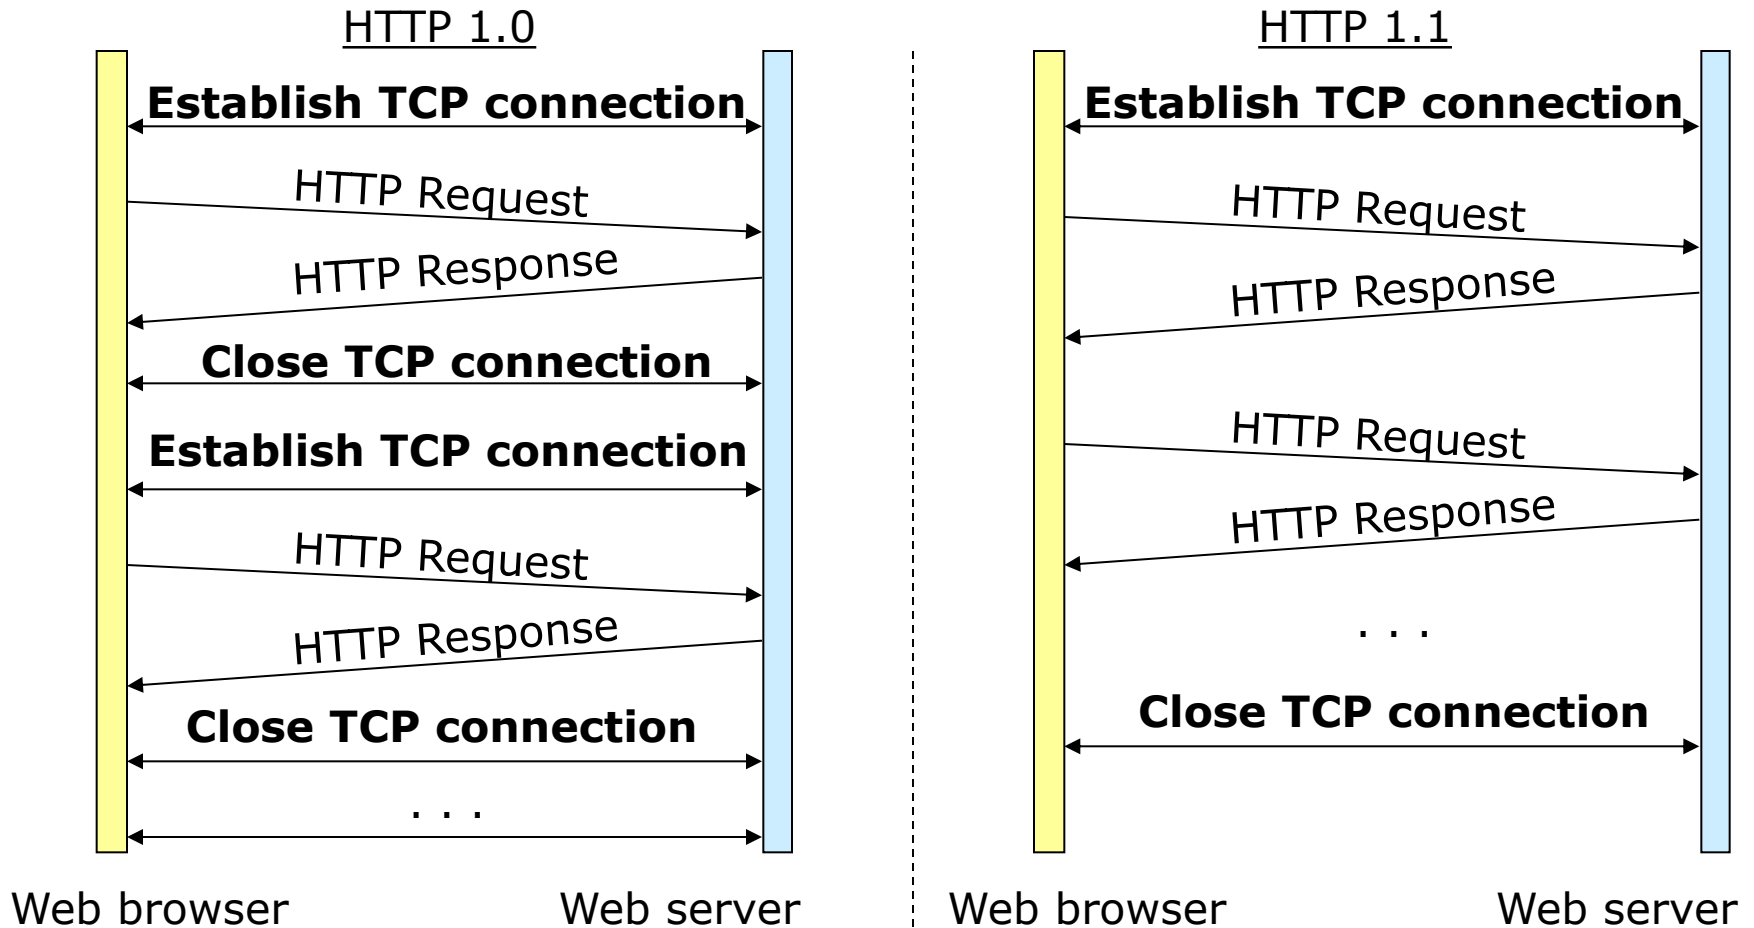 HTTP 1.0
Establish TCP connection
HTTP Request
HTTP Response
Close TCP connection
Establish TCP connection
HTTP Request
HTTP Response
Close TCP connection
. . .
Web browser
Web server
HTTP 1.1
Establish TCP connection
HTTP Request
HTTP Response
HTTP Request
HTTP Response
. . .
Close TCP connection
Web browser
Web server